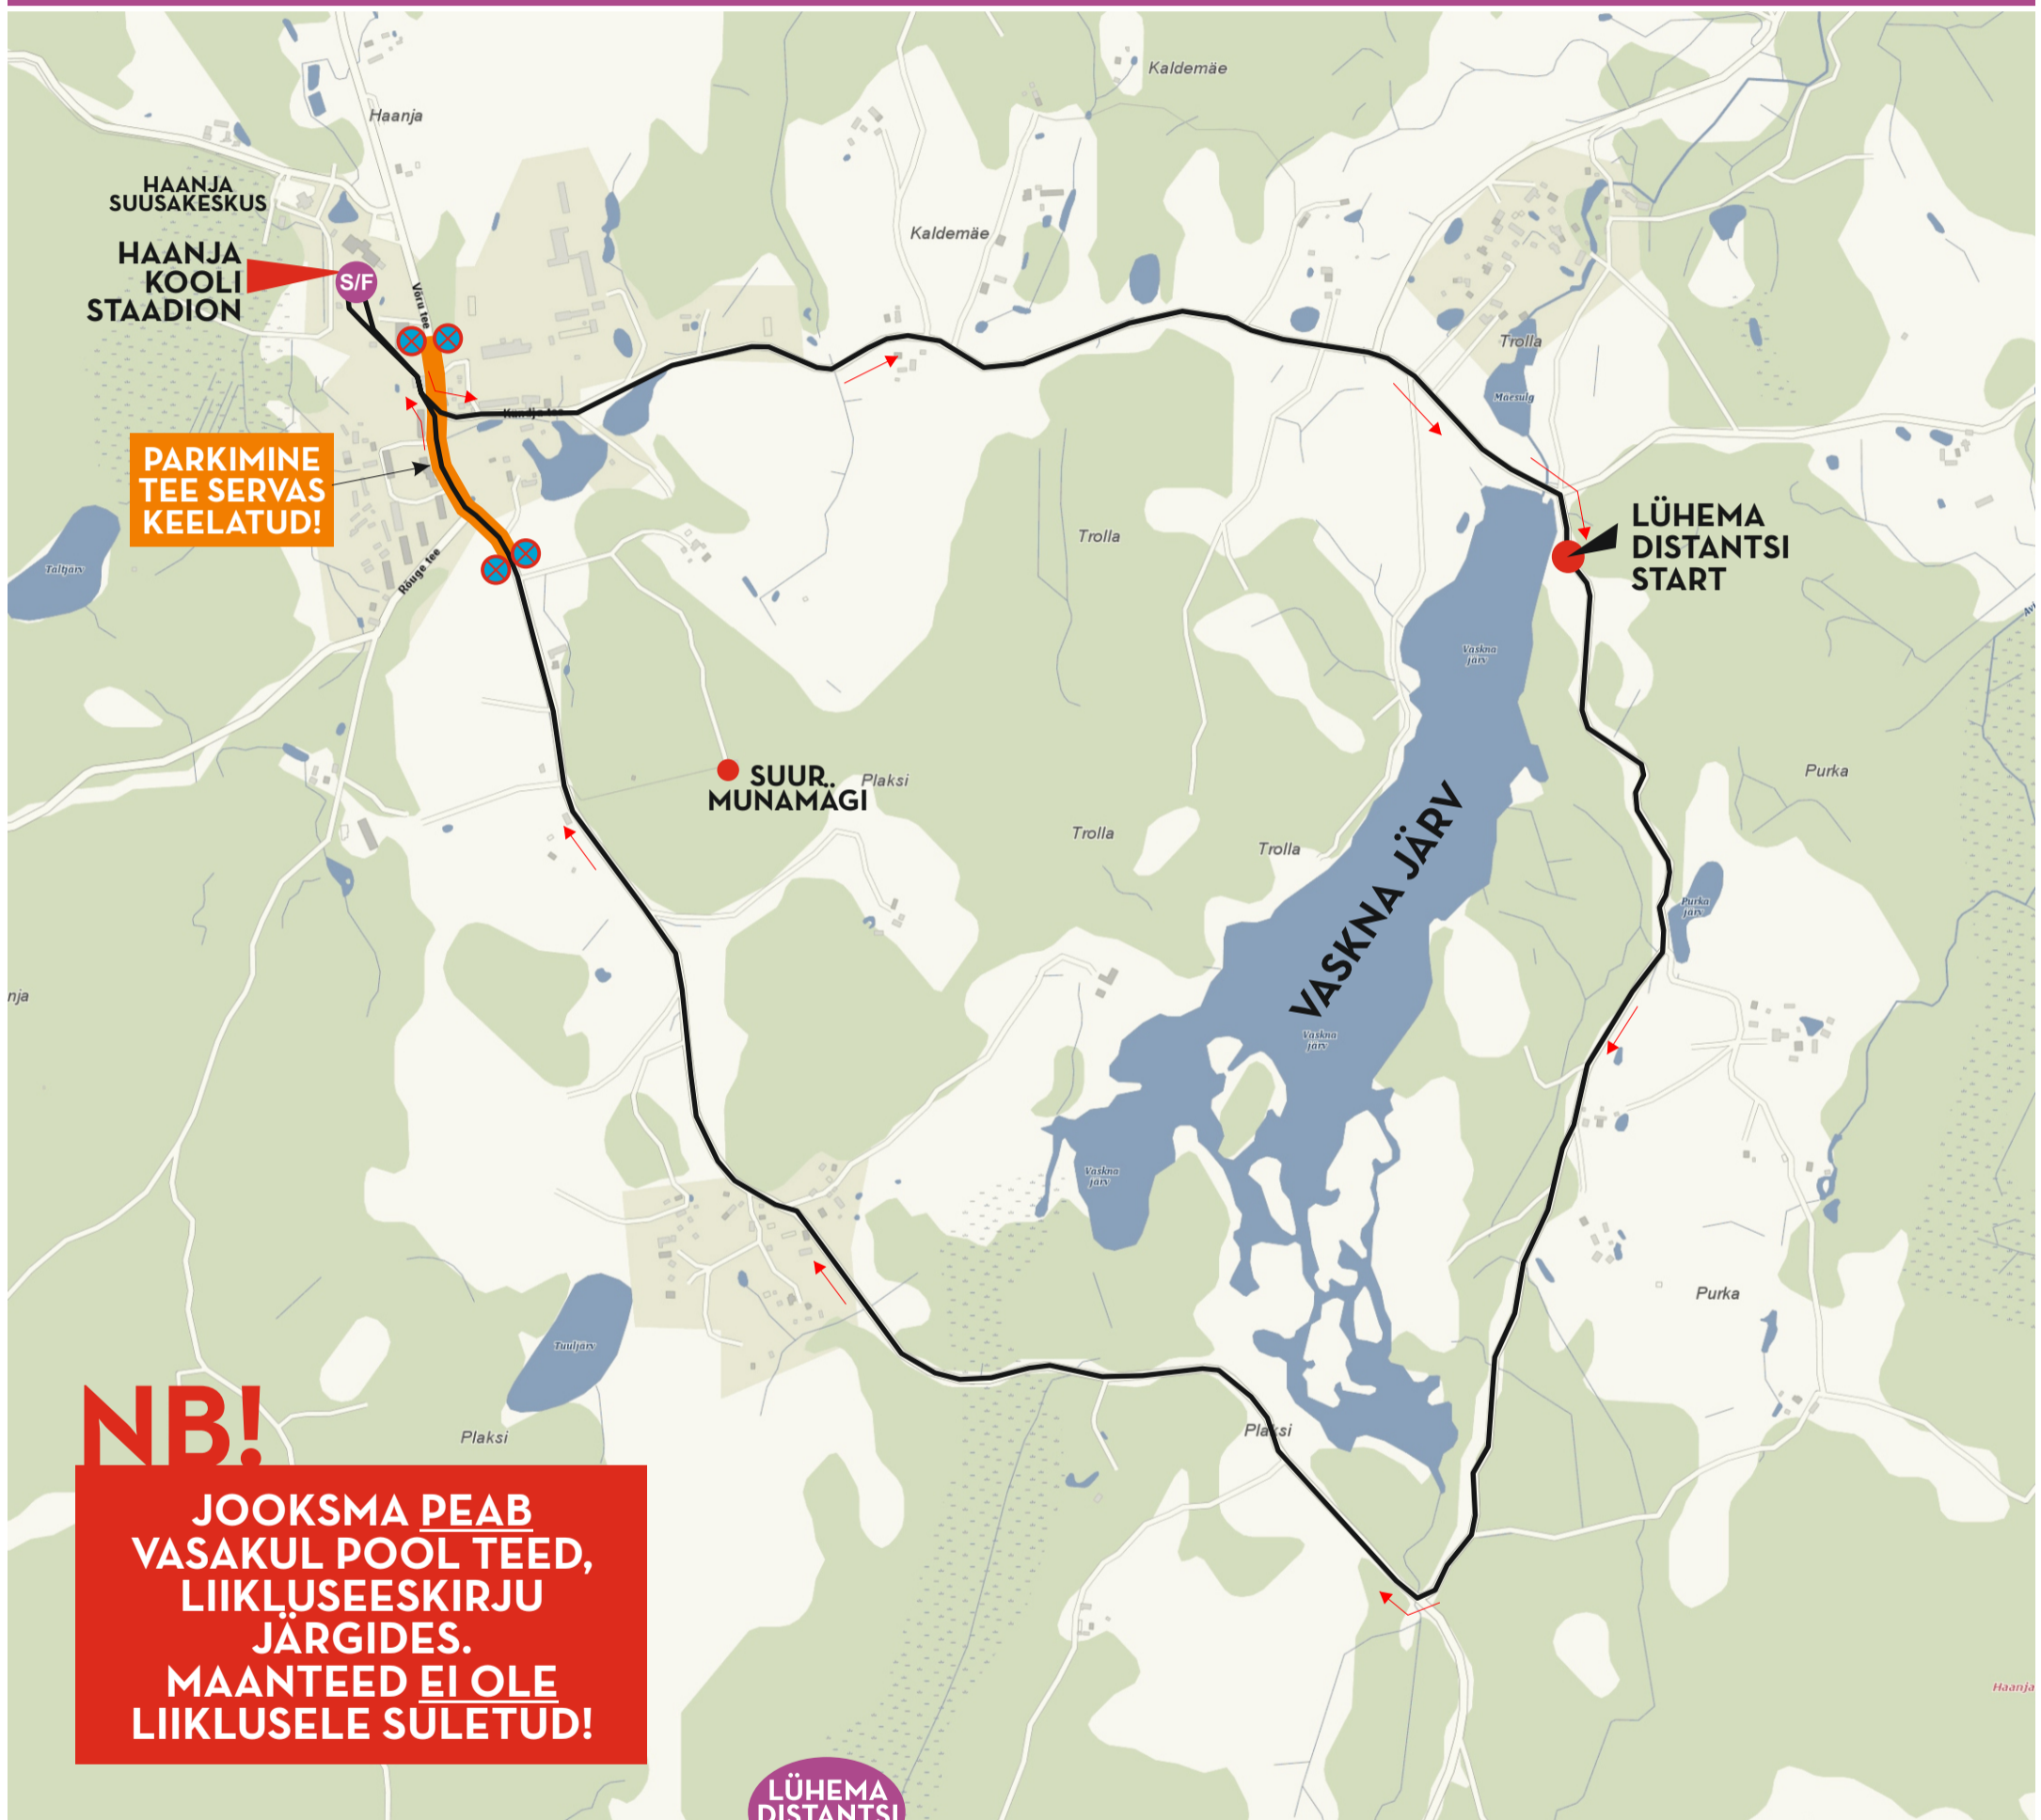 Kaldemäe
Haanja
HAANJA
SUUSAKESKUS
HAANJA
KOOLI
STAADION
S/F
Võru tee
Kaldemäe
Trolla
Mäesulg
PARKIMINE
TEE SERVAS
KEELATUD!
LÜHEMA
DISTANTSI
START
Trolla
Rõuge tee
Vaskna
järv
SUUR
MUNAMÄGI
Plaksi
Purka
Trolla
Trolla
VASKNA JÄRV
Purka
järv
nja
Vaskna
järv
Vaskna
järv
Purka
Tuuljärv
Plaksi
Plaksi
NB!
JOOKSMA PEAB
VASAKUL POOL TEED,
LIIKLUSEESKIRJU
JÄRGIDES.
MAANTEED EI OLE
LIIKLUSELE SULETUD!
Haanja
LÜHEMA
DISTANTSI